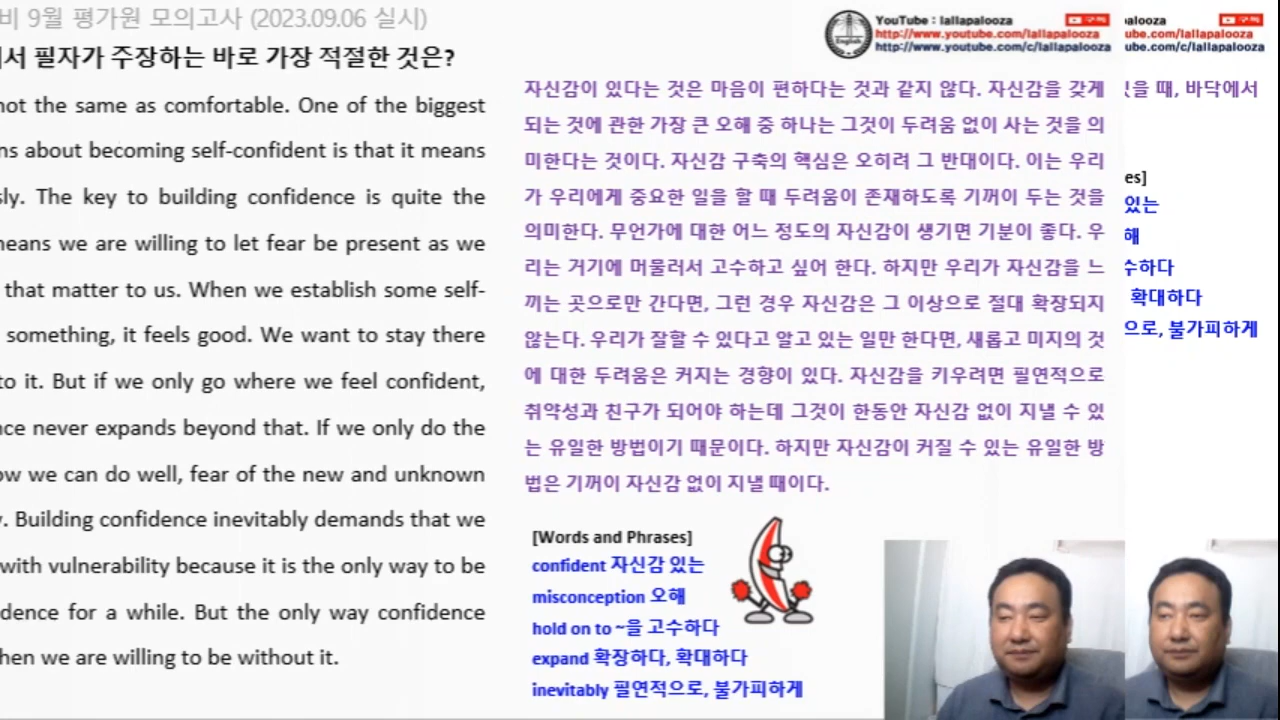 비 9월 평가원 모의고사 (2023.09.06 실시)
서 필자가 주장하는 바로 가장 적절한 것은?
not the same as comfortable. One of the biggest
ns about becoming self-confident is that it means
sly. The key to building confidence is quite the
means we are willing to let fear be present as we
that matter to us. When we establish some self-
something, it feels good. We want to stay there
to it. But if we only go where we feel confident,
nce never expands beyond that. If we only do the
ow we can do well, fear of the new and unknown
. Building confidence inevitably demands that we
with vulnerability because it is the only way to be
dence for a while. But the only way confidence
hen we are willing to be without it.
English
YouTube : lallapalooza 구독
http://www.youtube.com/lallapalooza
http://www.youtube.com/c/lallapalooza
자신감이 있다는 것은 마음이 편하다는 것과 같지 않다. 자신감을 갖게
되는 것에 관한 가장 큰 오해 중 하나는 그것이 두려움 없이 사는 것을 의
미한다는 것이다. 자신감 구축의 핵심은 오히려 그 반대이다. 이는 우리
가 우리에게 중요한 일을 할 때 두려움이 존재하도록 기꺼이 두는 것을
의미한다. 무언가에 대한 어느 정도의 자신감이 생기면 기분이 좋다. 우
리는 거기에 머물러서 고수하고 싶어 한다. 하지만 우리가 자신감을 느
끼는 곳으로만 간다면, 그런 경우 자신감은 그 이상으로 절대 확장되지
않는다. 우리가 잘할 수 있다고 알고 있는 일만 한다면, 새롭고 미지의 것
에 대한 두려움은 커지는 경향이 있다. 자신감을 키우려면 필연적으로
취약성과 친구가 되어야 하는데 그것이 한동안 자신감 없이 지낼 수 있
는 유일한 방법이기 때문이다. 하지만 자신감이 커질 수 있는 유일한 방
법은 기꺼이 자신감 없이 지낼 때이다.
[Words and Phrases]
confident 자신감 있는
misconception 오해
hold on to ~을 고수하다
expand 확장하다, 확대하다
inevitably 필연적으로, 불가피하게
palooza 구독
ube.com/lallapalooza
ube.com/c/lallapalooza
있을 때, 바닥에서
es]
있는
해
수하다
확대하다
으로, 불가피하게